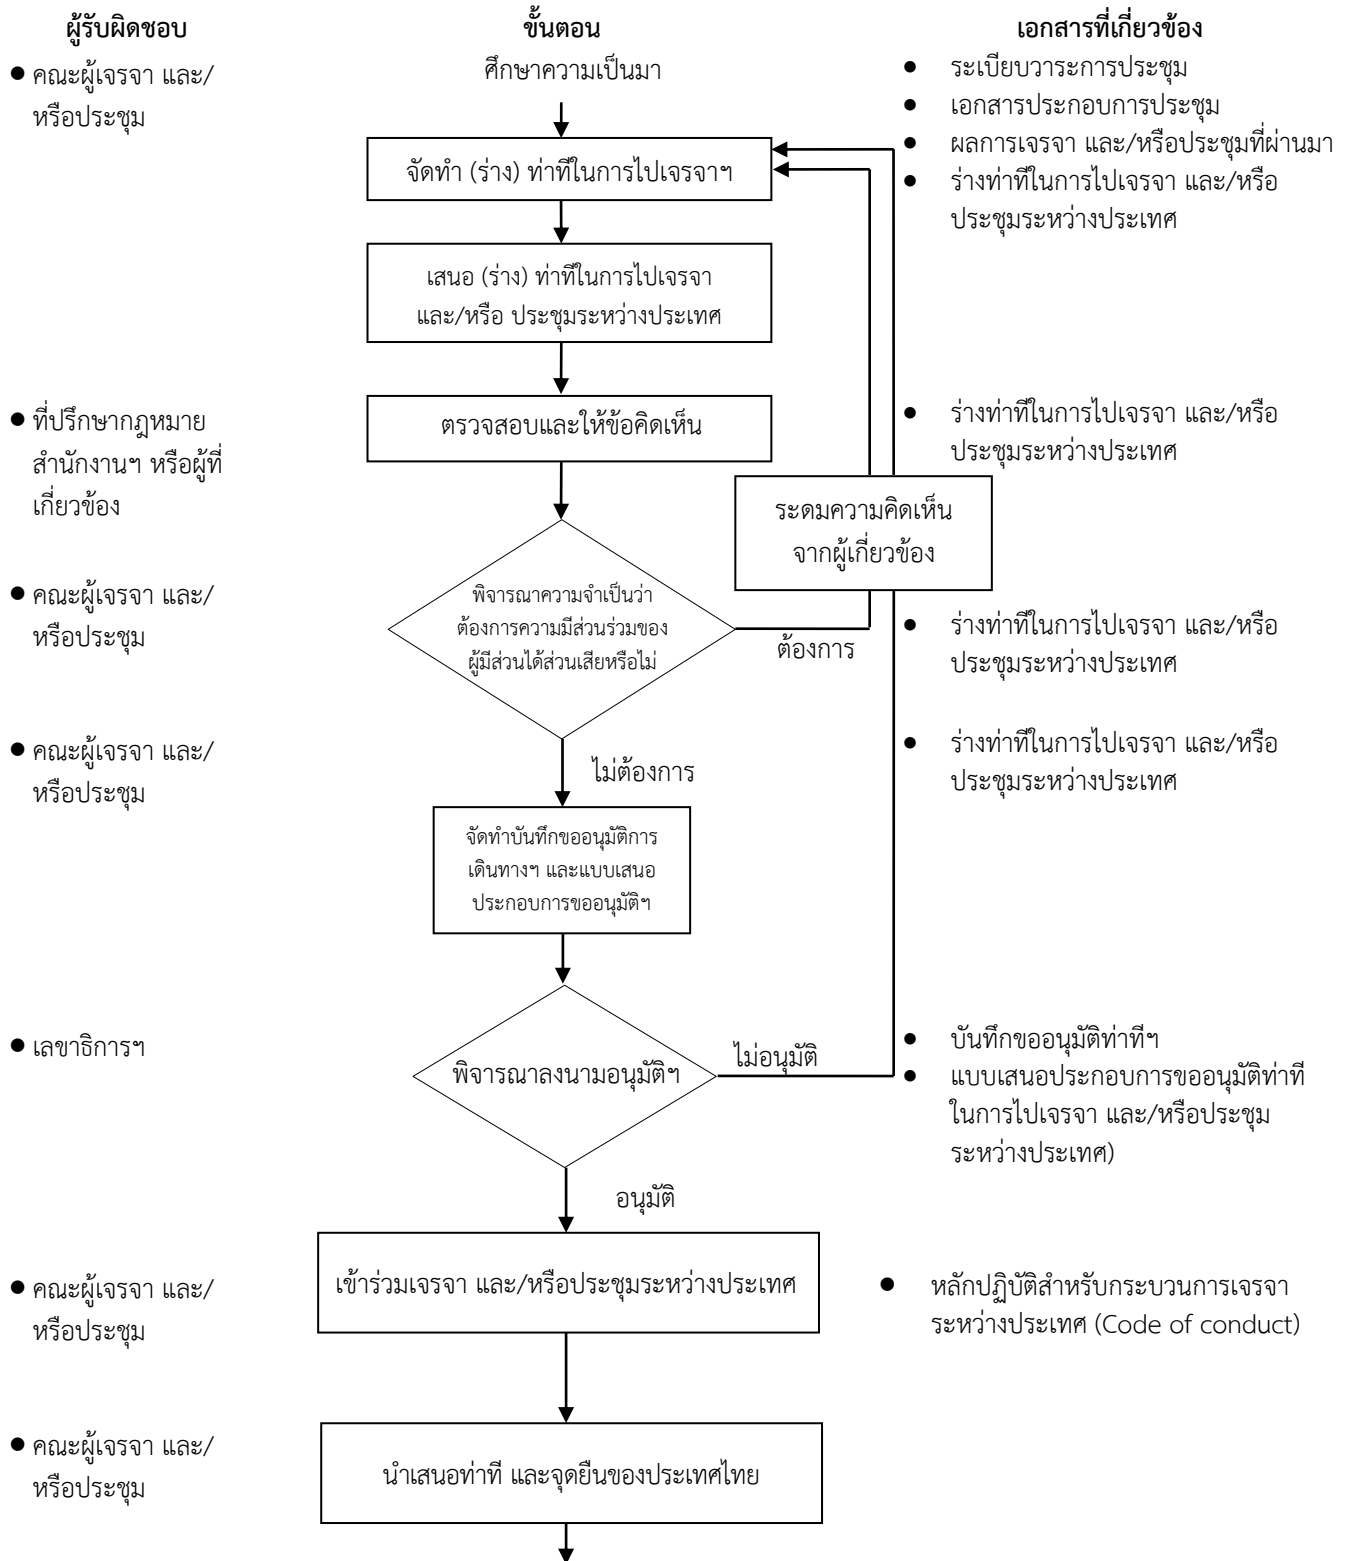 ผู้รับผิดชอบ
ขั้นตอน
เอกสารที่เกี่ยวข้อง
● คณะผู้เจรจา และ/
หรือประชุม
ศึกษาความเป็นมา
● ระเบียบวาระการประชุม
● เอกสารประกอบการประชุม
● ผลการเจรจา และ/หรือประชุมที่ผ่านมา
● ร่างท่าทีในการไปเจรจา และ/หรือ
ประชุมระหว่างประเทศ
จัดทำ (ร่าง) ท่าทีในการไปเจรจาฯ
เสนอ (ร่าง) ท่าทีในการไปเจรจา
และ/หรือ ประชุมระหว่างประเทศ
● ที่ปรึกษากฎหมาย
สำนักงานฯ หรือผู้ที่
เกี่ยวข้อง
ตรวจสอบและให้ข้อคิดเห็น
● ร่างท่าทีในการไปเจรจา และ/หรือ
ประชุมระหว่างประเทศ
ระดมความคิดเห็น
จากผู้เกี่ยวข้อง
● คณะผู้เจรจา และ/
หรือประชุม
พิจารณาความจำเป็นว่า
ต้องการความมีส่วนร่วมของ
ผู้มีส่วนได้ส่วนเสียหรือไม่
ต้องการ
● ร่างท่าทีในการไปเจรจา และ/หรือ
ประชุมระหว่างประเทศ
● คณะผู้เจรจา และ/
หรือประชุม
ไม่ต้องการ
● ร่างท่าทีในการไปเจรจา และ/หรือ
ประชุมระหว่างประเทศ
จัดทำบันทึกขออนุมัติการ
เดินทางฯ และแบบเสนอ
ประกอบการขออนุมัติฯ
● เลขาธิการฯ
พิจารณาลงนามอนุมัติฯ
ไม่อนุมัติ
● บันทึกขออนุมัติท่าทีฯ
● แบบเสนอประกอบการขออนุมัติท่าที
ในการไปเจรจา และ/หรือประชุม
ระหว่างประเทศ)
อนุมัติ
● คณะผู้เจรจา และ/
หรือประชุม
เข้าร่วมเจรจา และ/หรือประชุมระหว่างประเทศ
● หลักปฏิบัติสำหรับกระบวนการเจรจา
ระหว่างประเทศ (Code of conduct)
● คณะผู้เจรจา และ/
หรือประชุม
นำเสนอท่าที และจุดยืนของประเทศไทย